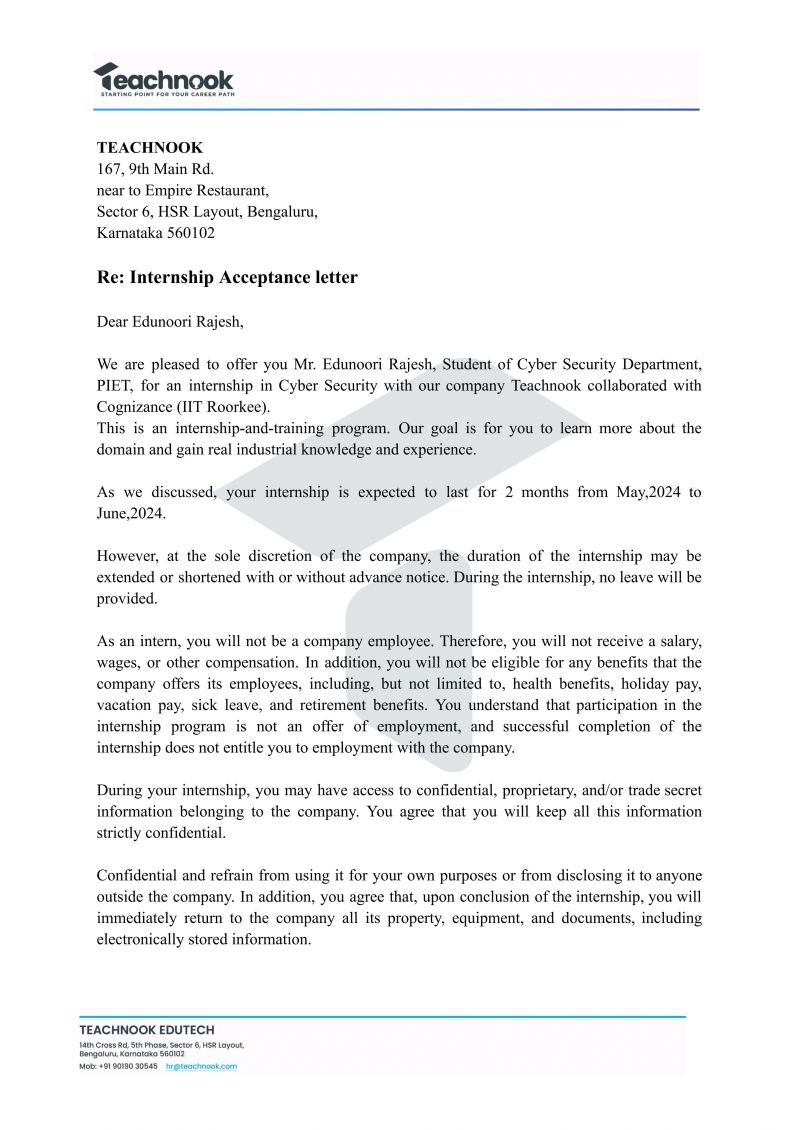 Teachnook
STARTING POINT FOR YOUR CAREER PATH
TEACHNOOK
167, 9th Main Rd.
near to Empire Restaurant,
Sector 6, HSR Layout, Bengaluru,
Karnataka 560102
Re: Internship Acceptance letter
Dear Edunoori Rajesh,
We are pleased to offer you Mr. Edunoori Rajesh, Student of Cyber Security Department,
PIET, for an internship in Cyber Security with our company Teachnook collaborated with
Cognizance (IIT Roorkee).
This is an internship-and-training program. Our goal is for you to learn more about the
domain and gain real industrial knowledge and experience.
As we discussed, your internship is expected to last for 2 months from May,2024 to
June,2024.
However, at the sole discretion of the company, the duration of the internship may be
extended or shortened with or without advance notice. During the internship, no leave will be
provided.
As an intern, you will not be a company employee. Therefore, you will not receive a salary,
wages, or other compensation. In addition, you will not be eligible for any benefits that the
company offers its employees, including, but not limited to, health benefits, holiday pay,
vacation pay, sick leave, and retirement benefits. You understand that participation in the
internship program is not an offer of employment, and successful completion of the
internship does not entitle you to employment with the company.
During your internship, you may have access to confidential, proprietary, and/or trade secret
information belonging to the company. You agree that you will keep all this information
strictly confidential.
Confidential and refrain from using it for your own purposes or from disclosing it to anyone
outside the company. In addition, you agree that, upon conclusion of the internship, you will
immediately return to the company all its property, equipment, and documents, including
electronically stored information.
TEACHNOOK EDUTECH
14th Cross Rd, 5th Phase, Sector 6, HSR Layout,
Bengaluru, Karnataka 560102
Mob: +91 90190 30545 hr@teachnook.com